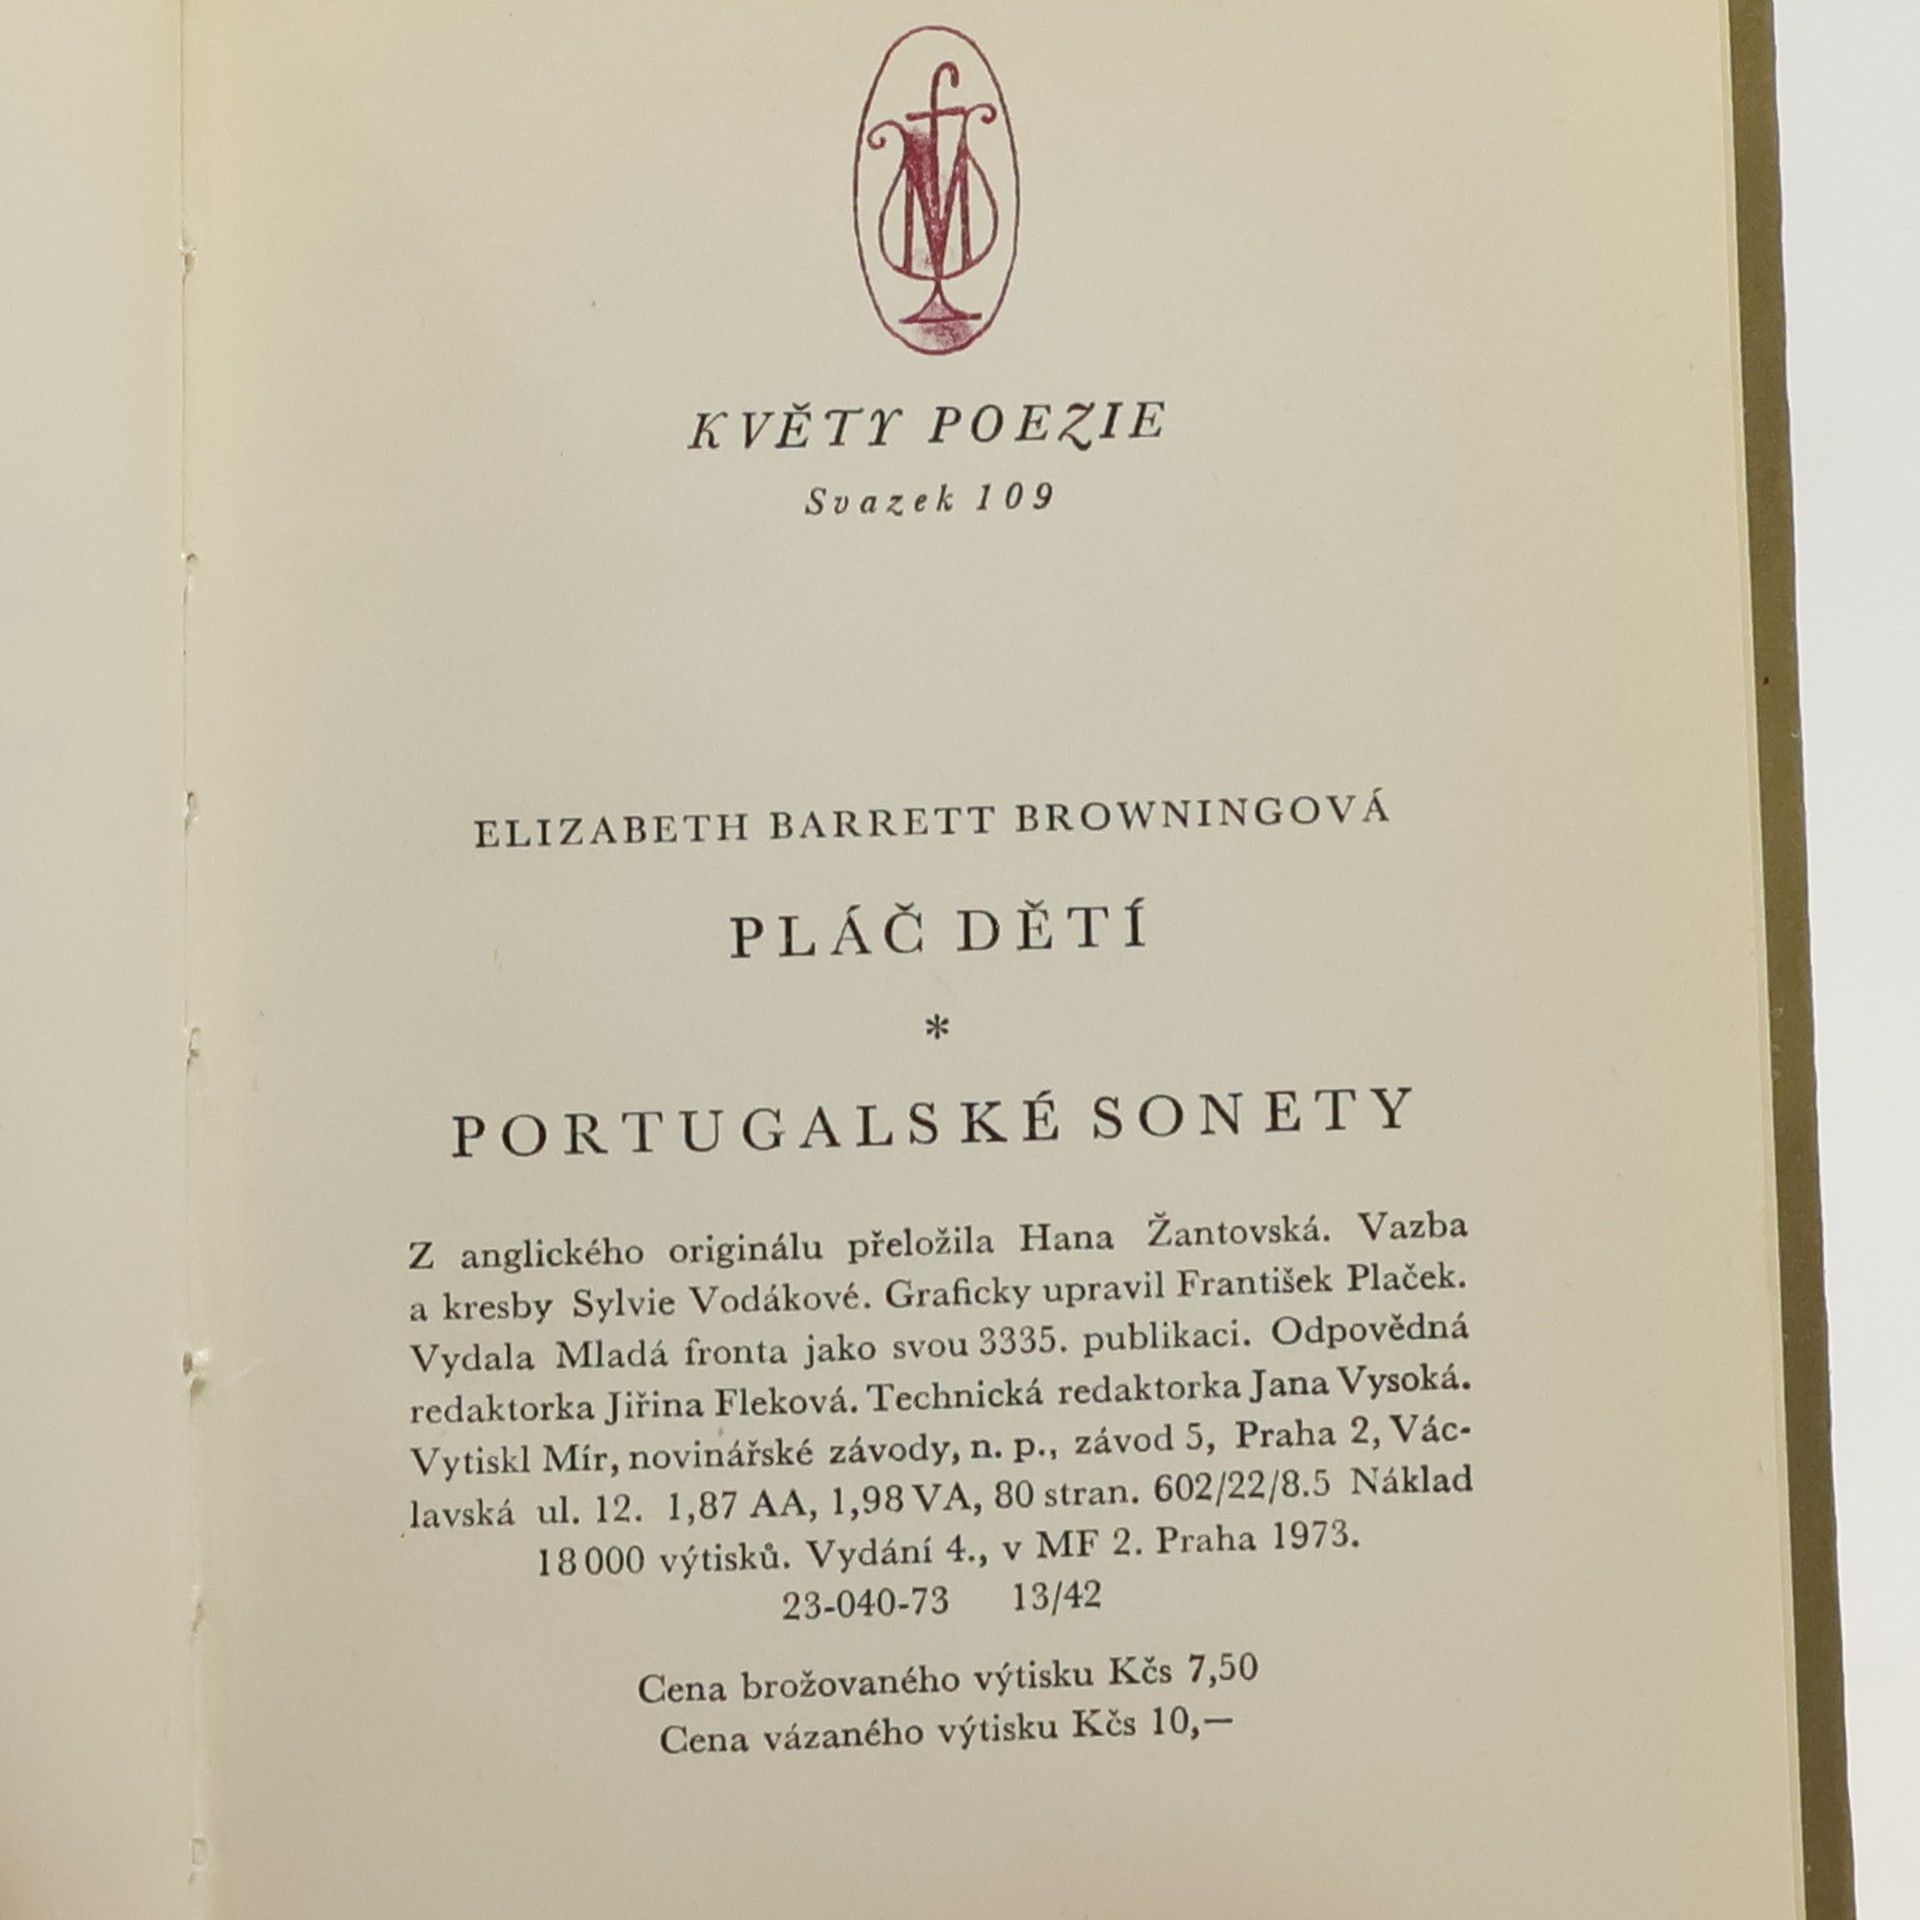 Mf
KVĚTY POEZIE
Svazek 109
ELIZABETH BARRETT BROWNINGOVÁ
PLÁČ DĚTÍ
*
PORTUGALSKÉ SONETY
Z anglického originálu přeložila Hana Žantovská. Vazba
a kresby Sylvie Vodákové. Graficky upravil František Plaček.
Vydala Mladá fronta jako svou 3335. publikaci. Odpovědná
redaktorka Jiřina Fleková. Technická redaktorka Jana Vysoká.
Vytiskl Mír, novinářské závody, n. p., závod 5, Praha 2, Vác-
lavská ul. 12. 1,87 AA, 1,98 VA, 80 stran. 602/22/8.5 Náklad
18 000 výtisků. Vydání 4., v MF 2. Praha 1973.
23-040-73 13/42
Cena brožovaného výtisku Kčs 7,50
Cena vázaného výtisku Kčs 10,—